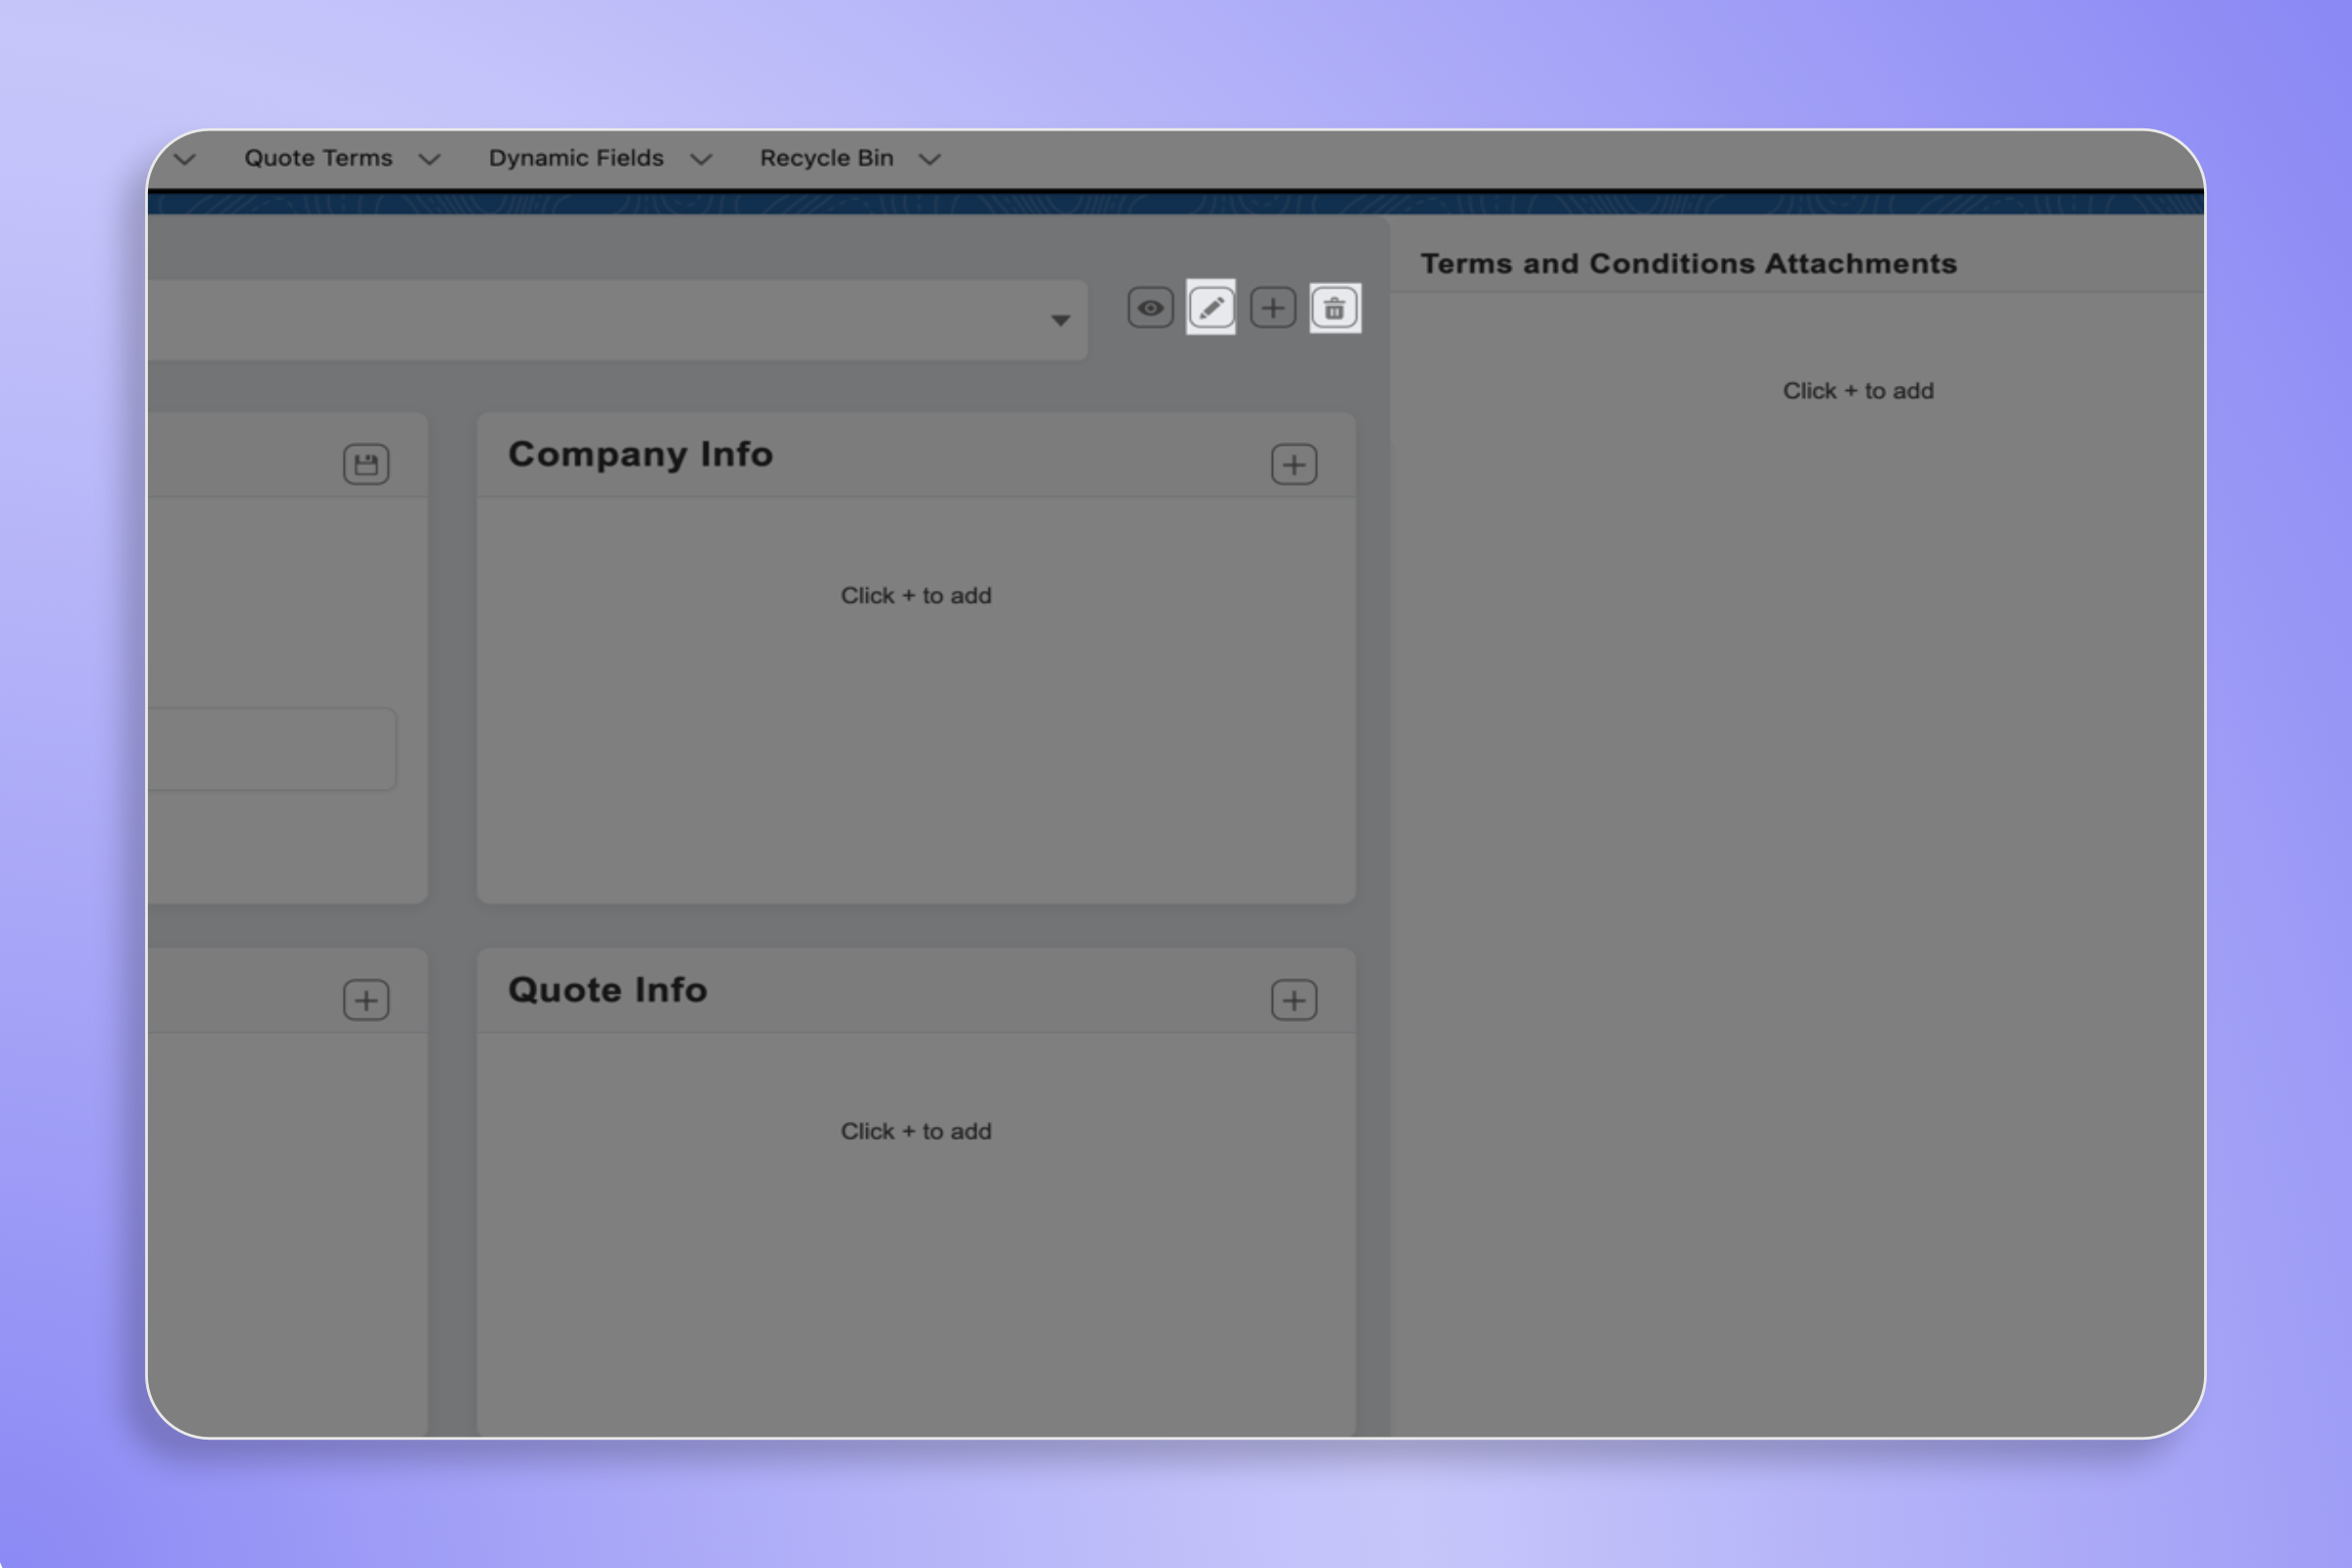 Quote Terms
Dynamic Fields
Recycle Bin
Terms and Conditions Attachments
Click + to add
Company Info
Click + to add
Quote Info
Click + to add